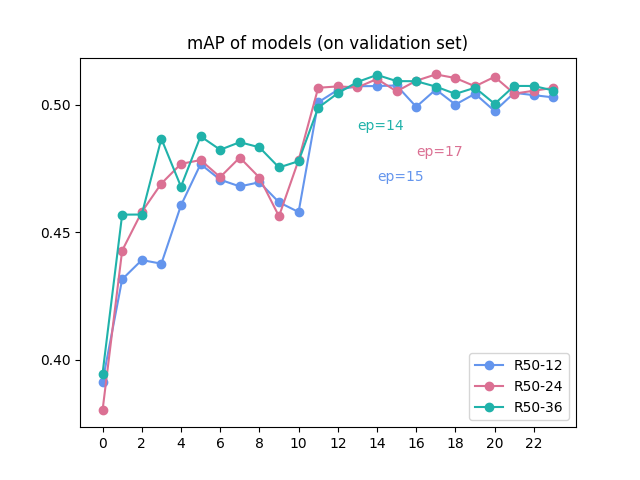 mAP of models (on validation set)
0.50
0.45
0.40
ep=14
ep=17
ep=15
R50-12
R50-24
R50-36
0 2 4 6 8 10 12 14 16 18 20 22